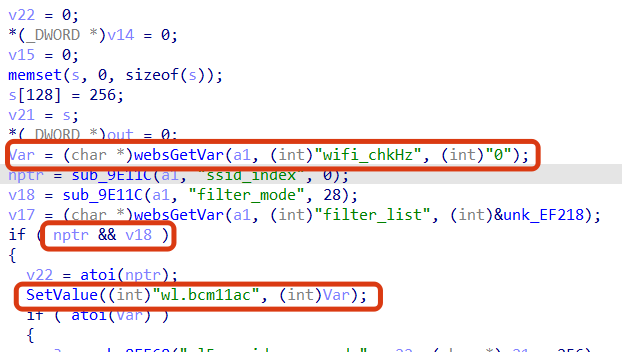 v22 = 0;
*(_DWORD *)v14 = 0;
v15 = 0;
memset(s, 0, sizeof(s));
s[128] = 256;
v21 = s;
*(_DWORD *)out = 0;
Var = (char *)websGetVar(a1, (int)"wifi_chkHz", (int)"0");
nptr = sub_9E11C(a1, "ssid_index", 0);
v18 = sub_9E11C(a1, "filter_mode", 28);
v17 = (char *)websGetVar(a1, (int)"filter_list", (int)&unk_EF218);
if ( nptr && v18 )
{
v22 = atoi(nptr);
SetValue((int)"wl.bcm11ac", (int)Var);
if ( atoi(Var) )
{